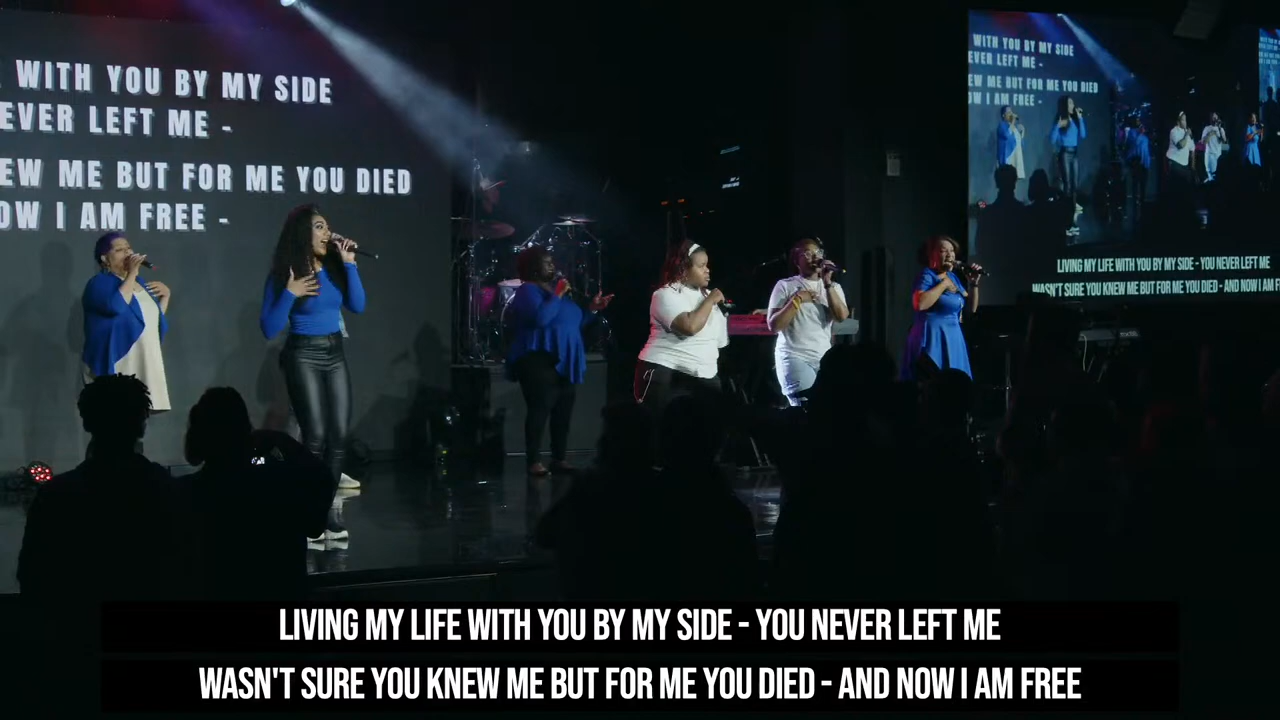 WITH YOU BY MY SIDE
EVER LEFT ME -
EW ME BUT FOR ME YOU DIED
OW I AM FREE -
WITH YOU BY MY SIDE
EVER LEFT ME -
EW ME BUT FOR ME YOU DIED
OW I AM FREE -
LIVING MY LIFE WITH YOU BY MY SIDE - YOU NEVER LEFT ME
WASN'T SURE YOU KNEW ME BUT FOR ME YOU DIED - AND NOW I AM F
LIVING MY LIFE WITH YOU BY MY SIDE - YOU NEVER LEFT ME
WASN'T SURE YOU KNEW ME BUT FOR ME YOU DIED - AND NOW I AM FREE